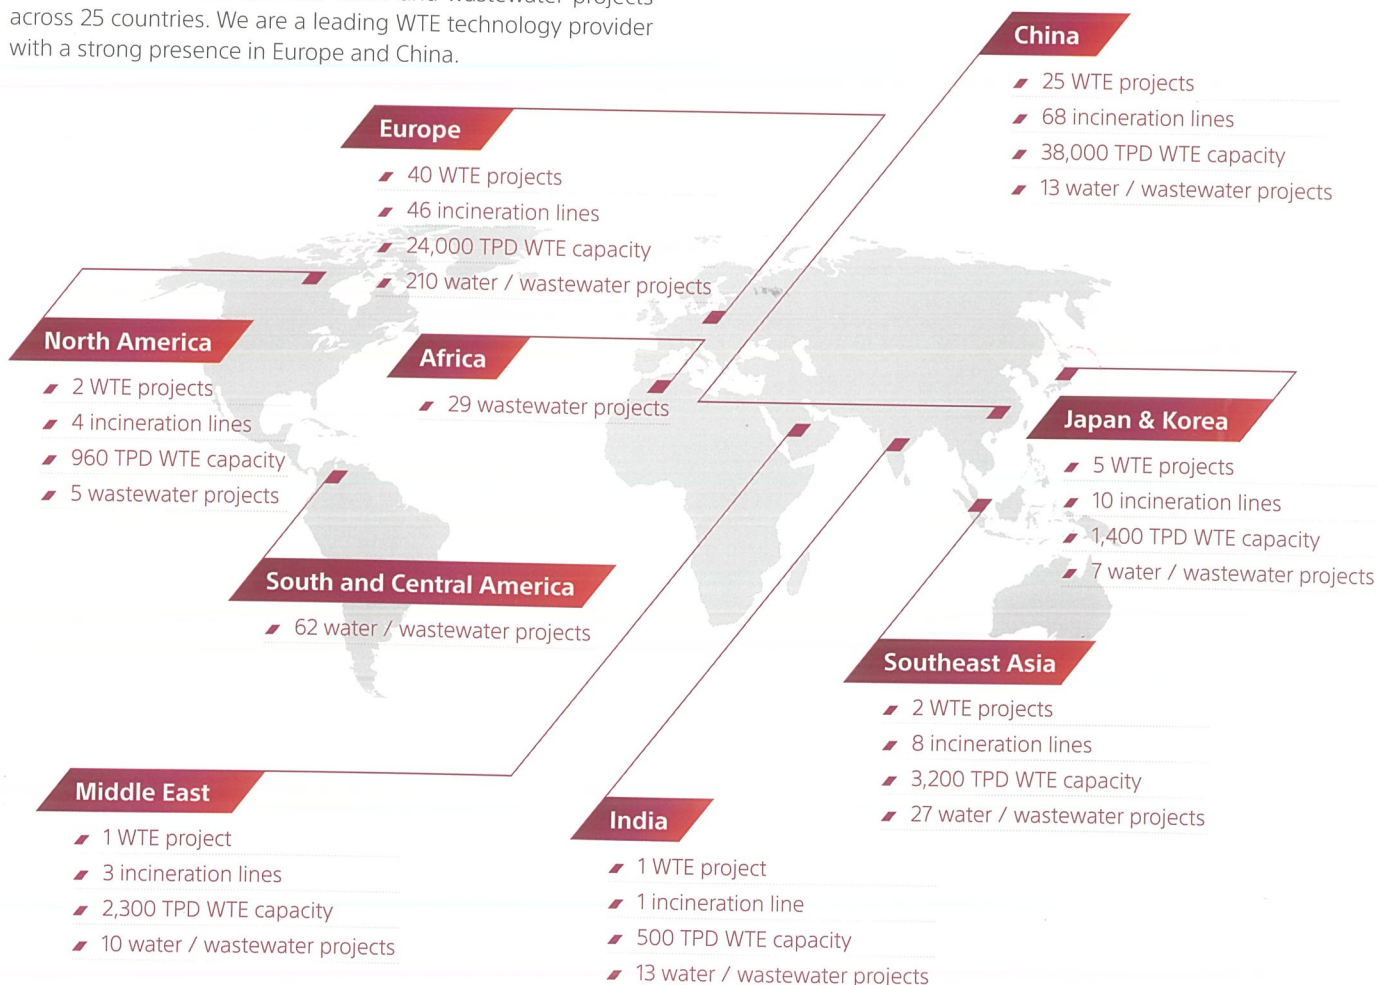 and wastewater projects
across 25 countries. We are a leading WTE technology provider
with a strong presence in Europe and China.
China
25 WTE projects
68 incineration lines
38,000 TPD WTE capacity
13 water / wastewater projects
Europe
40 WTE projects
46 incineration lines
24,000 TPD WTE capacity
210 water / wastewater projects
North America
2 WTE projects
4 incineration lines
960 TPD WTE capacity
5 wastewater projects
Africa
29 wastewater projects
Japan & Korea
5 WTE projects
10 incineration lines
1,400 TPD WTE capacity
7 water / wastewater projects
South and Central America
62 water / wastewater projects
Southeast Asia
2 WTE projects
8 incineration lines
3,200 TPD WTE capacity
27 water / wastewater projects
Middle East
1 WTE project
3 incineration lines
2,300 TPD WTE capacity
10 water / wastewater projects
India
1 WTE project
1 incineration line
500 TPD WTE capacity
13 water / wastewater projects